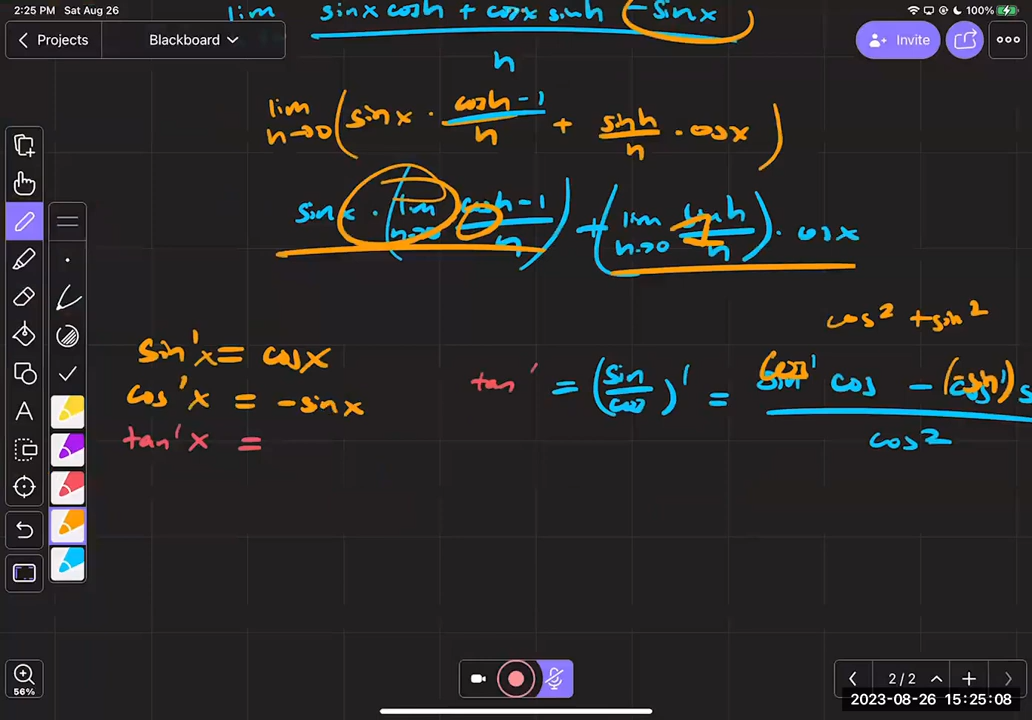 2:25 PM Sat Aug 26
100%
Projects
Blackboard
Invite
lim sinx cosh + cosx sinh - sinx
h
lim h→0 (sinx · cosh-1/h + sinh/h · cosx)
sinx · (lim h→0 cosh-1/h) + (lim h→0 sinh/h) · cosx
cos² + sin²
sin'x = cosx
cos'x = -sinx
tan'x =
tan' = (sin/cos)' = cos - sin) s
cos²
A
56%
2 / 2
2023-08-26 15:25:08